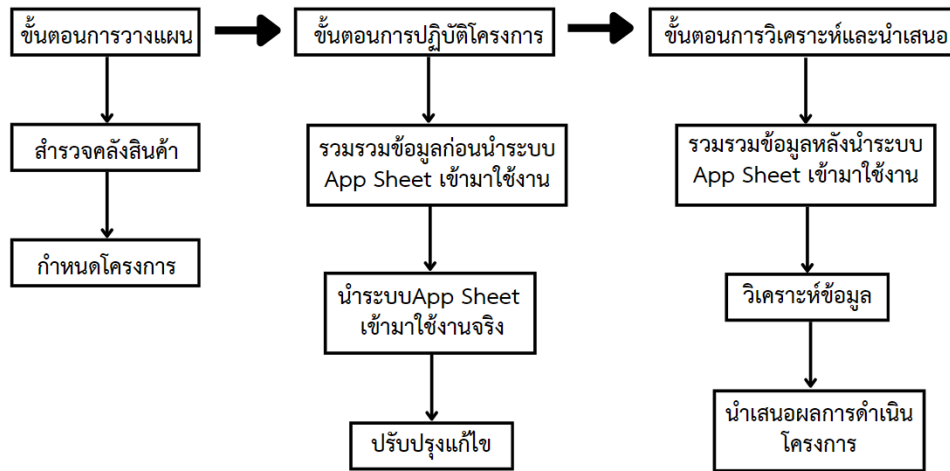 ขั้นตอนการวางแผน
สำรวจคลังสินค้า
กำหนดโครงการ
ขั้นตอนการปฏิบัติโครงการ
รวมรวมข้อมูลก่อนนำระบบ
App Sheet เข้ามาใช้งาน
นำระบบApp Sheet
เข้ามาใช้งานจริง
ปรับปรุงแก้ไข
ขั้นตอนการวิเคราะห์และนำเสนอ
รวมรวมข้อมูลหลังนำระบบ
App Sheet เข้ามาใช้งาน
วิเคราะห์ข้อมูล
นำเสนอผลการดำเนิน
โครงการ